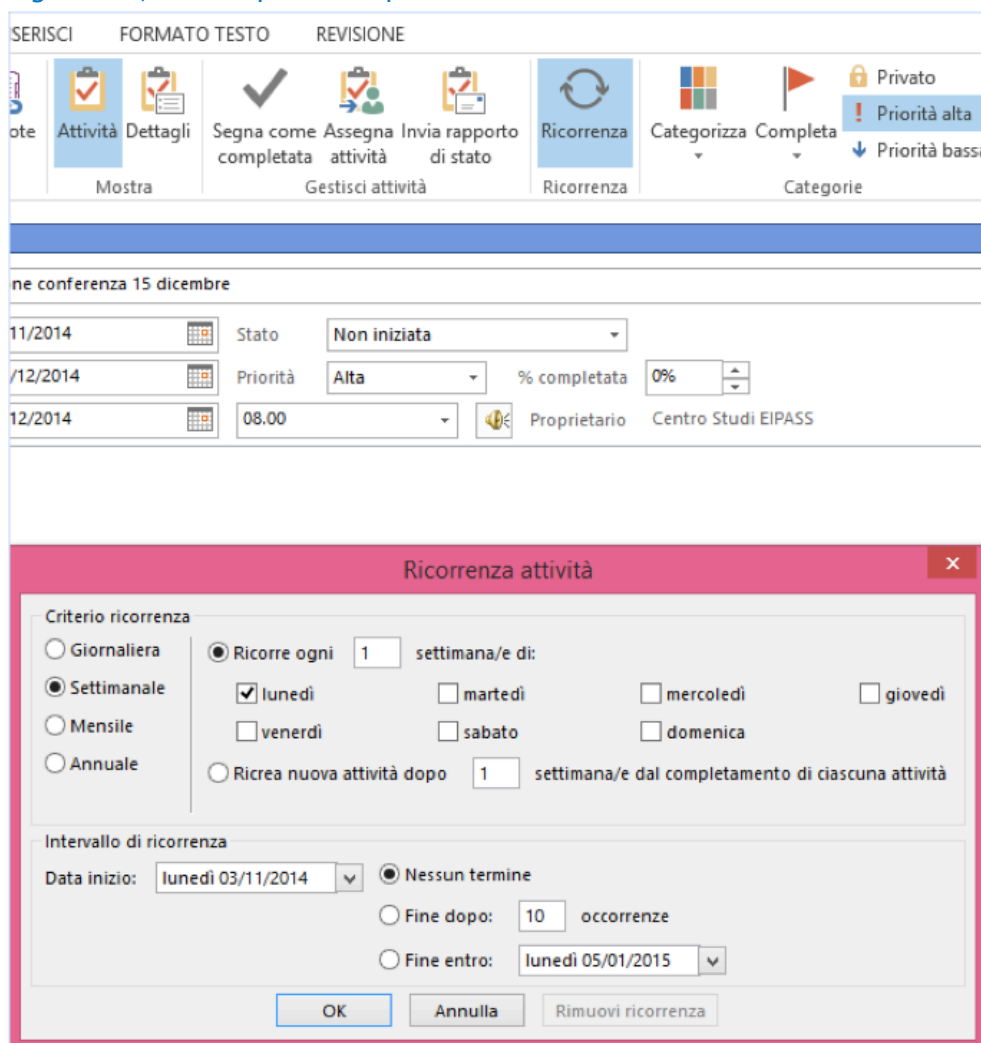 SERISCI FORMATO TESTO REVISIONE
Privato
ote Attività Dettagli Segna come Assegna Invia rapporto Ricorrenza Categorizza Completa Priorità alta
completata attività di stato Priorità bassa
Mostra Gestisci attività Ricorrenza Categorie
ne conferenza 15 dicembre
11/2014 Stato Non iniziata
/12/2014 Priorità Alta % completata 0%
12/2014 08.00 Proprietario Centro Studi EIPASS
Ricorrenza attività
Criterio ricorrenza
Giornaliera Ricorre ogni 1 settimana/e di:
Settimanale lunedì martedì mercoledì giovedì
Mensile venerdì sabato domenica
Annuale Ricrea nuova attività dopo 1 settimana/e dal completamento di ciascuna attività
Intervallo di ricorrenza
Data inizio: lunedì 03/11/2014 Nessun termine
Fine dopo: 10 occorrenze
Fine entro: lunedì 05/01/2015
OK Annulla Rimuovi ricorrenza